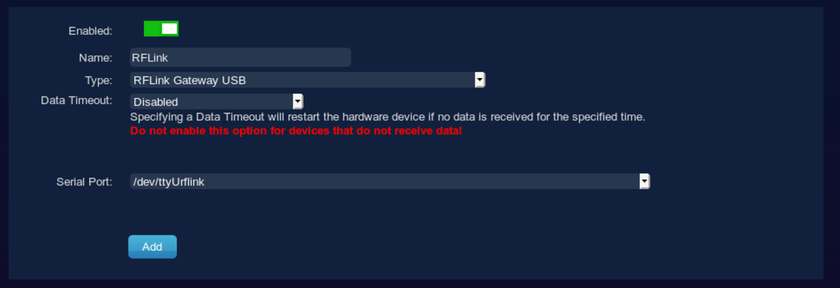 Enabled:
Name: RFLink
Type: RFLink Gateway USB
Data Timeout: Disabled
Specifying a Data Timeout will restart the hardware device if no data is received for the specified time.
Do not enable this option for devices that do not receive data!
Serial Port: /dev/ttyUrflink
Add